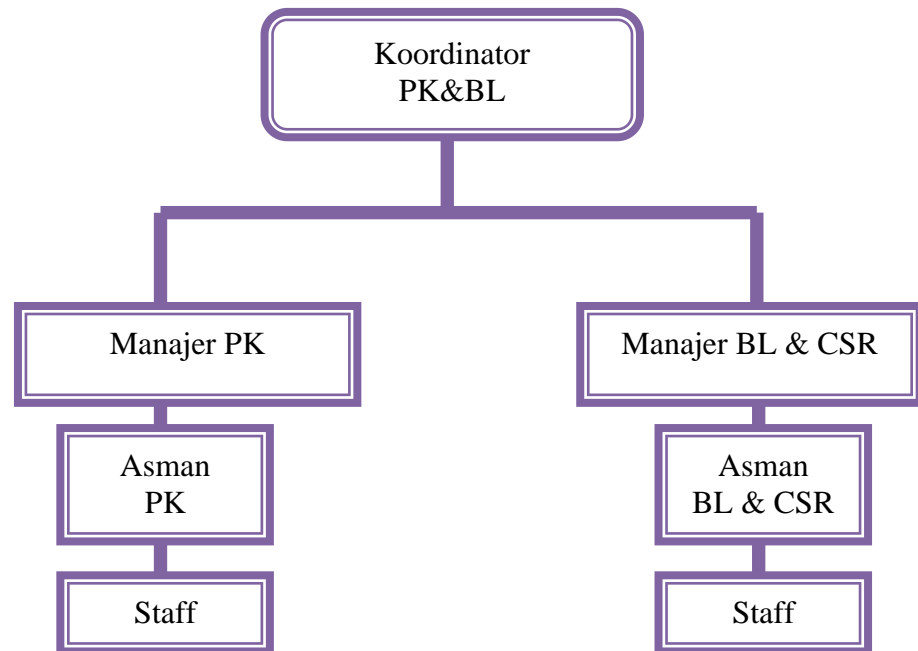 Koordinator
PK&BL
Manajer PK
Manajer BL & CSR
Asman
PK
Asman
BL & CSR
Staff
Staff